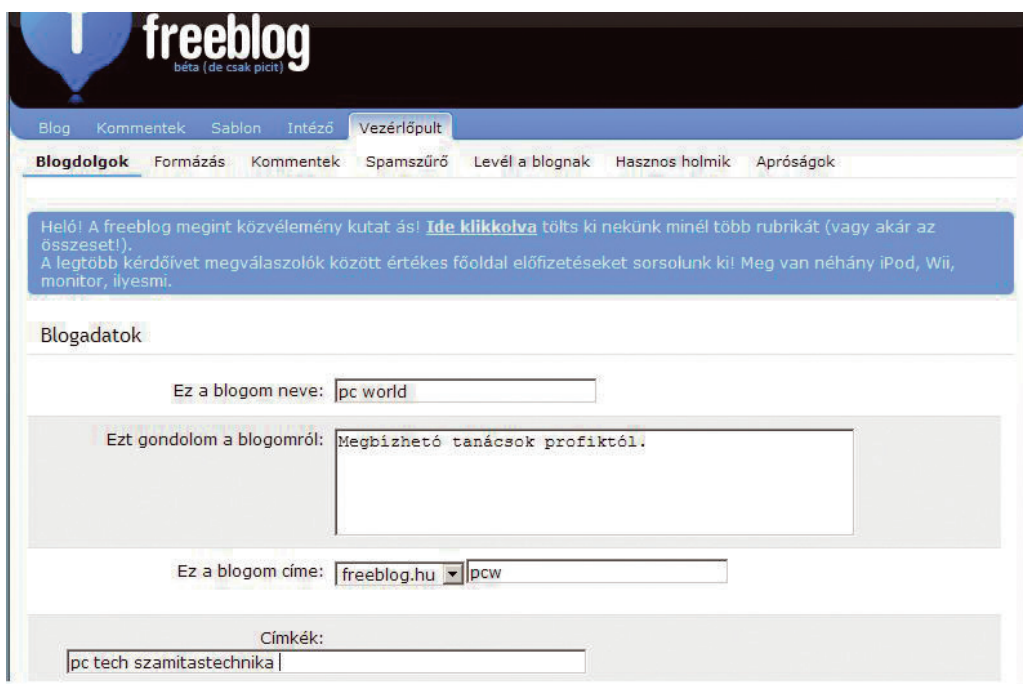 freeblog
béta (de csak picit)
Blog Kommentek Sablon Intéző Vezérlőpult
Blogdolgok Formázás Kommentek Spamszűrő Levél a blognak Hasznos holmik Apróságok
Heló! A freeblog megint közvélemény kutat ás! Ide klikkolva tölts ki nekünk minél több rubrikát (vagy akár az
összeset!).
A legtöbb kérdőívet megválaszolók között értékes főoldal előfizetéseket sorsolunk ki! Meg van néhány iPod, Wii,
monitor, ilyesmi.
Blogadatok
Ez a blogom neve: pc world
Ezt gondolom a blogomról: Megbízható tanácsok profiktól.
Ez a blogom címe: freeblog.hu pcw
Címkék:
pc tech szamitastechnika